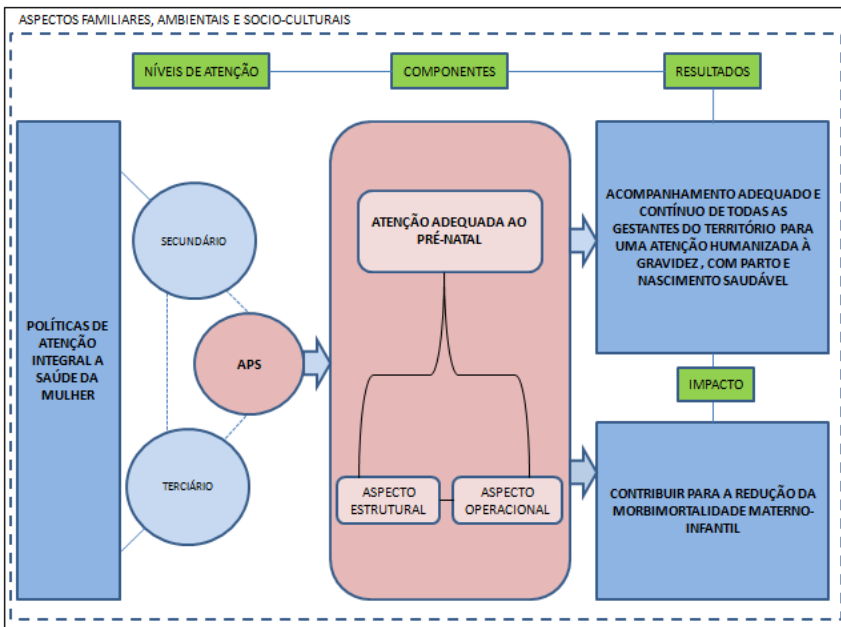 ASPECTOS FAMILIARES, AMBIENTAIS E SOCIO-CULTURAIS
NÍVEIS DE ATENÇÃO
COMPONENTES
RESULTADOS
POLÍTICAS DE
ATENÇÃO
INTEGRAL A
SAÚDE DA
MULHER
SECUNDÁRIO
APS
TERCIÁRIO
ATENÇÃO ADEQUADA AO
PRÉ-NATAL
ASPECTO
ESTRUTURAL
ASPECTO
OPERACIONAL
ACOMPANHAMENTO ADEQUADO E
CONTÍNUO DE TODAS AS
GESTANTES DO TERRITÓRIO PARA
UMA ATENÇÃO HUMANIZADA À
GRAVIDEZ , COM PARTO E
NASCIMENTO SAUDÁVEL
IMPACTO
CONTRIBUIR PARA A REDUÇÃO DA
MORBIMORTALIDADE MATERNO-
INFANTIL